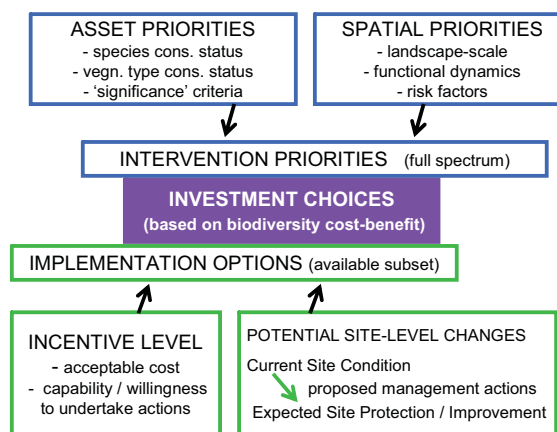 ASSET PRIORITIES
- species cons. status
- vegn. type cons. status
- ‘significance’ criteria
SPATIAL PRIORITIES
- landscape-scale
- functional dynamics
- risk factors
INTERVENTION PRIORITIES (full spectrum)
INVESTMENT CHOICES
(based on biodiversity cost-benefit)
IMPLEMENTATION OPTIONS (available subset)
INCENTIVE LEVEL
- acceptable cost
- capability / willingness
to undertake actions
POTENTIAL SITE-LEVEL CHANGES
Current Site Condition
proposed management actions
Expected Site Protection / Improvement